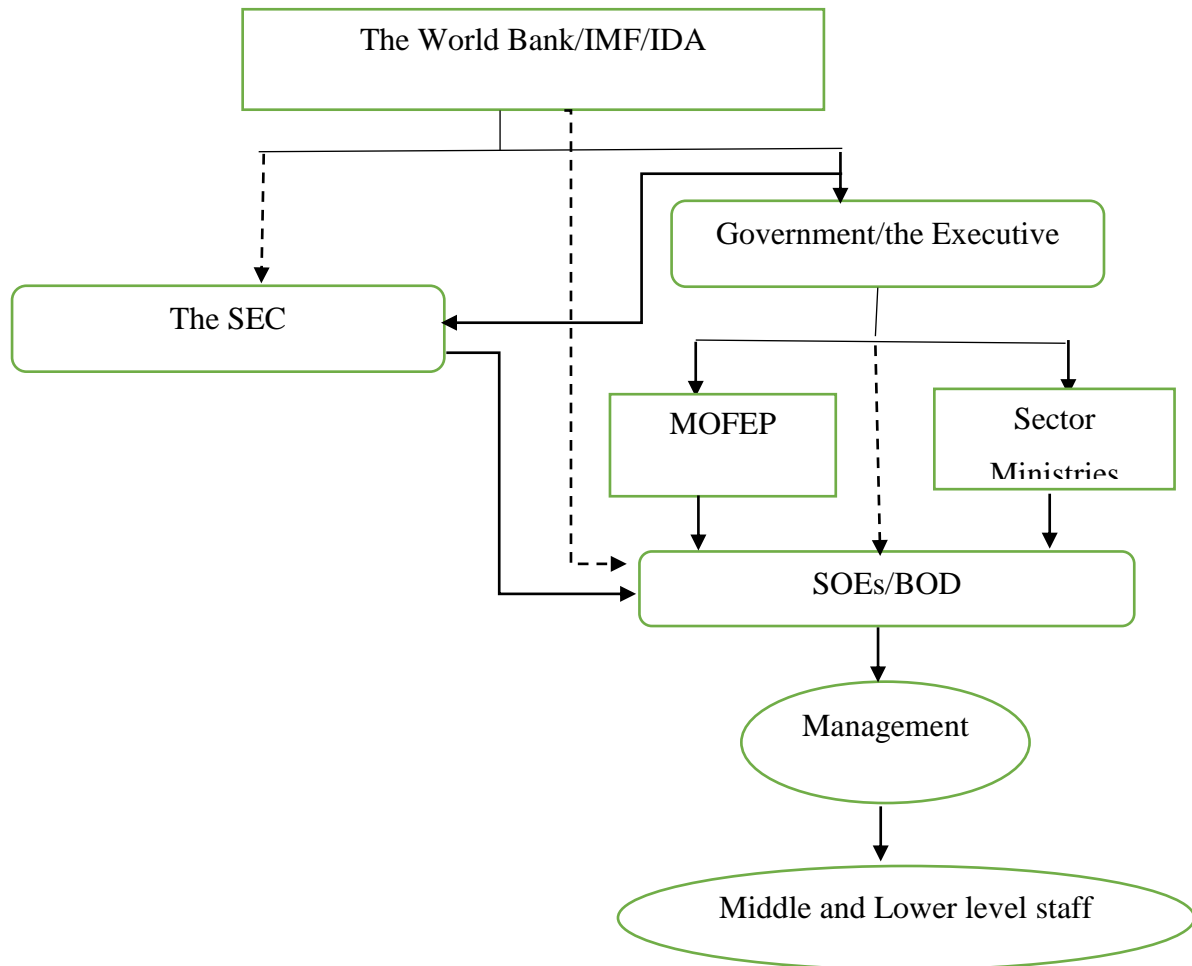 The World Bank/IMF/IDA
Government/the Executive
The SEC
MOFEP
Sector
Ministries
SOEs/BOD
Management
Middle and Lower level staff